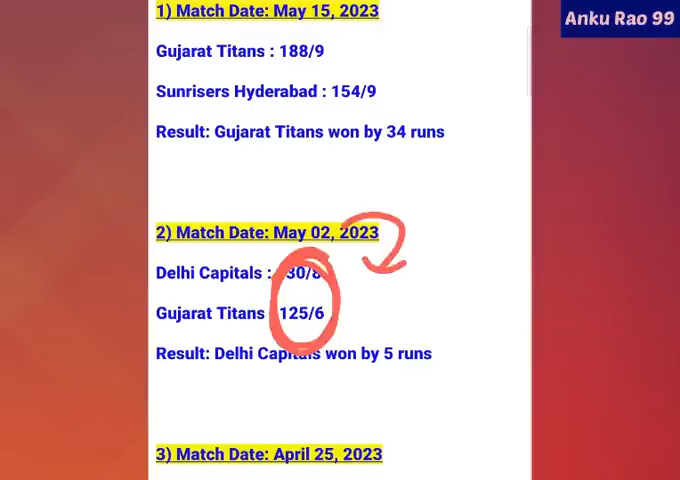 Anku Rao 99
1) Match Date: May 15, 2023
Gujarat Titans : 188/9
Sunrisers Hyderabad : 154/9
Result: Gujarat Titans won by 34 runs
2) Match Date: May 02, 2023
Delhi Capitals :
Gujarat Titans : 125/6
Result: Delhi Capitals won by 5 runs
3) Match Date: April 25, 2023